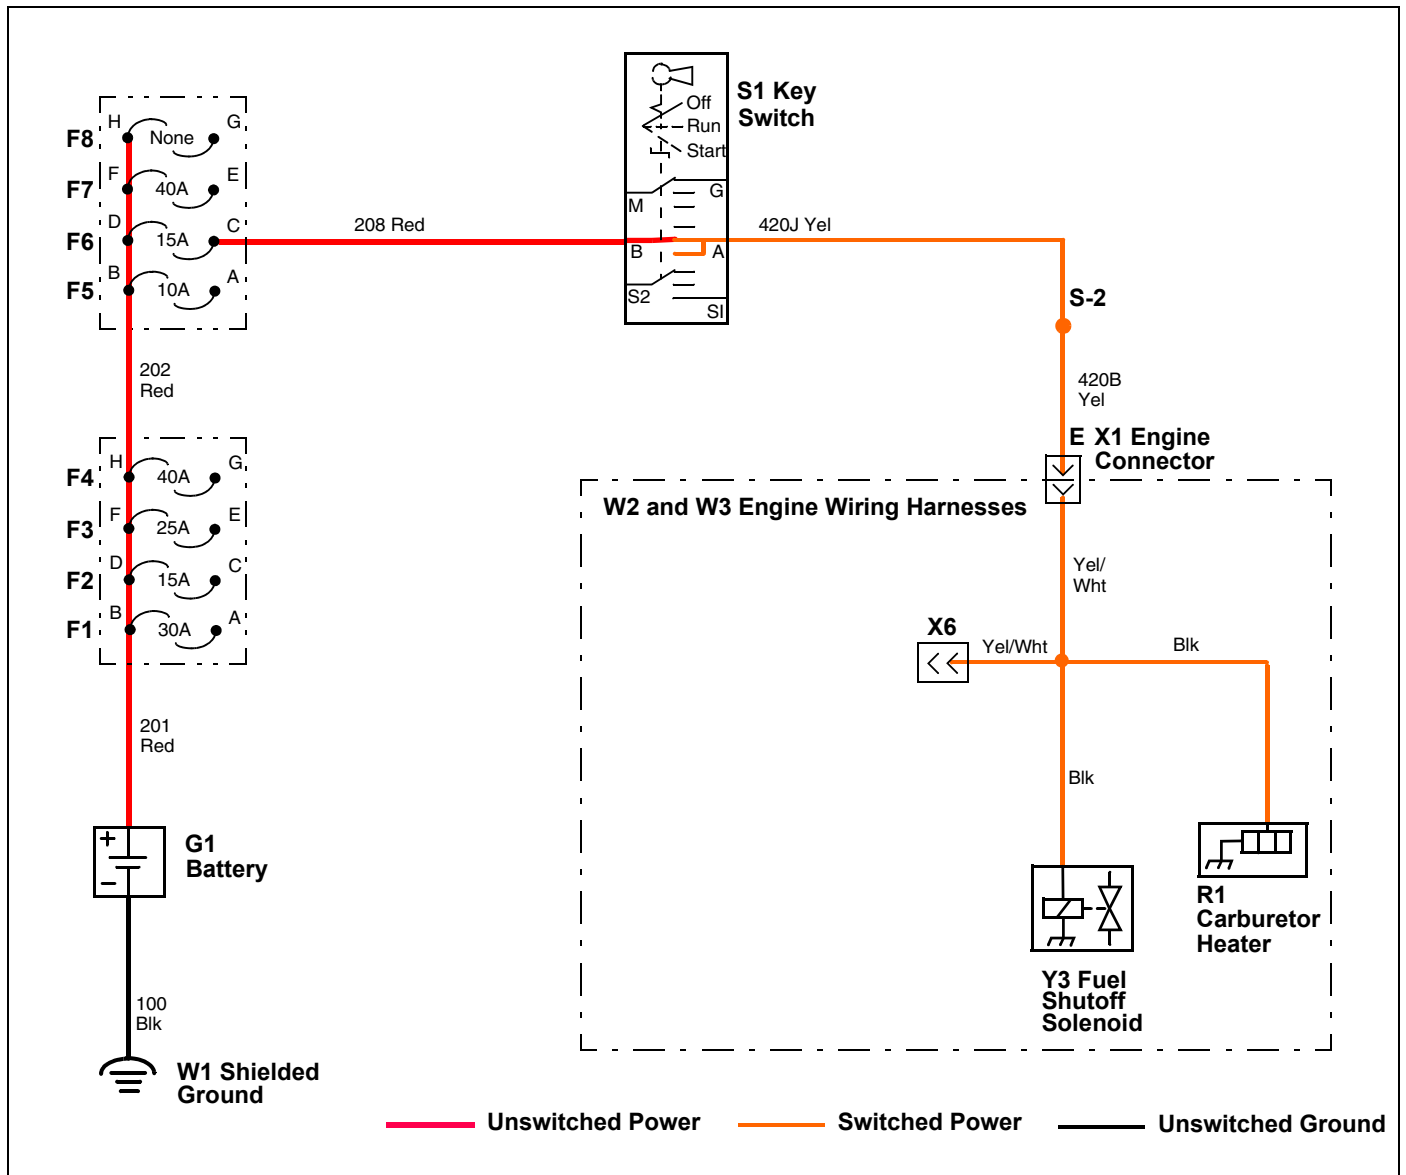 S1 Key
Switch
Off
Run
Start
M
G
B
A
S2
SI
H
G
F8
None
F
E
F7
40A
D
C
F6
15A
B
A
F5
10A
208 Red
420J Yel
S-2
202
Red
420B
Yel
E X1 Engine
Connector
H
G
F4
40A
F
E
F3
25A
D
C
F2
15A
B
A
F1
30A
W2 and W3 Engine Wiring Harnesses
Yel/
Wht
X6
Yel/Wht
Blk
201
Red
Blk
+
−
G1
Battery
R1
Carburetor
Heater
Y3 Fuel
Shutoff
Solenoid
100
Blk
W1 Shielded
Ground
Unswitched Power
Switched Power
Unswitched Ground